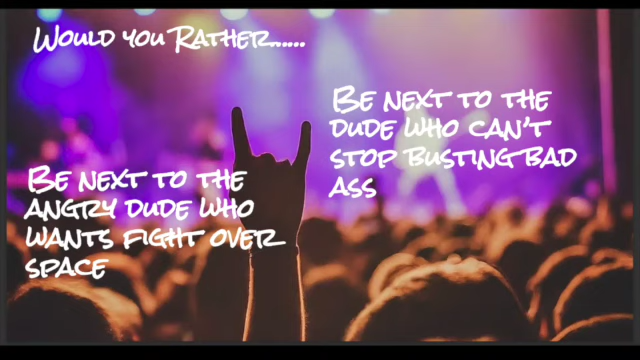 Would you Rather......
Be next to the
dude who can't
stop busting bad
ass
Be next to the
angry dude who
wants fight over
space